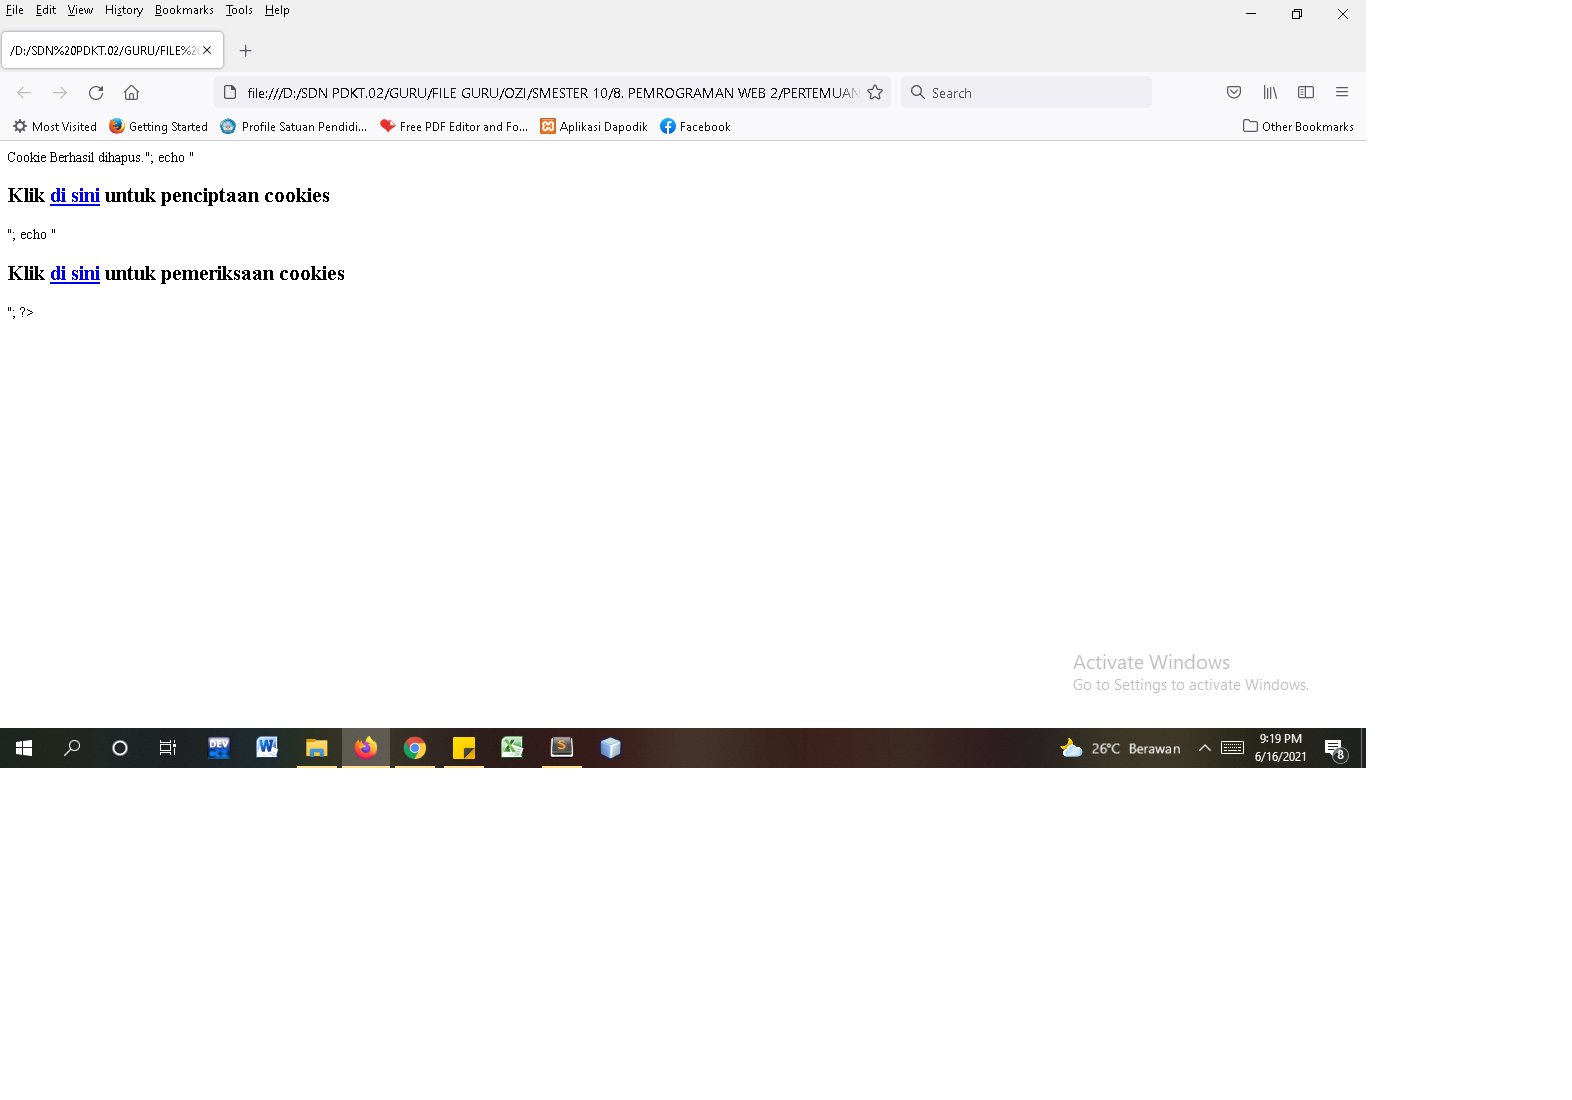 File Edit View History Bookmarks Tools Help
/D:/SDN%20PDKT.02/GURU/FILE%20
file:///D:/SDN PDKT.02/GURU/FILE GURU/OZI/SMESTER 10/8. PEMROGRAMAN WEB 2/PERTEMUAN Search
Most Visited Getting Started Profile Satuan Pendidi... Free PDF Editor and Fo... Aplikasi Dapodik Facebook Other Bookmarks
Cookie Berhasil dihapus."; echo "
Klik di sini untuk penciptaan cookies
"; echo "
Klik di sini untuk pemeriksaan cookies
"; ?>
Activate Windows
Go to Settings to activate Windows.
DEV
26°C Berawan
9:19 PM
6/16/2021
8